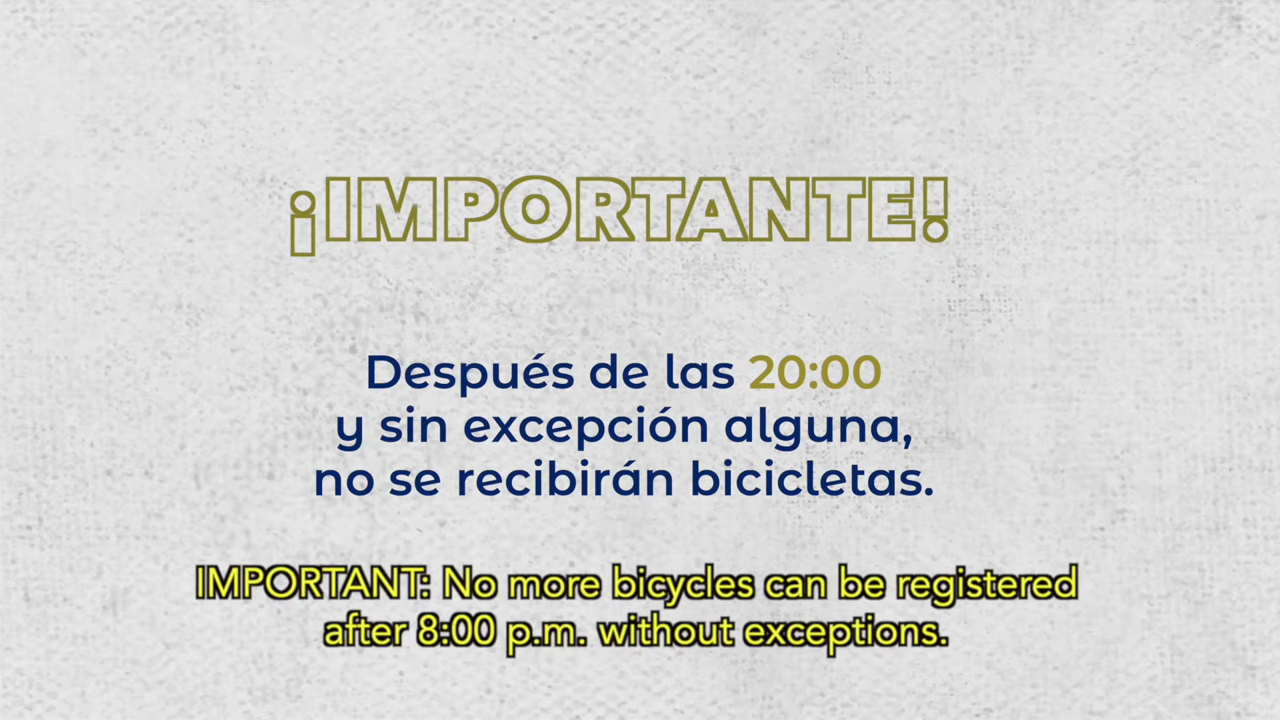 ¡IMPORTANTE!
Después de las 20:00
y sin excepción alguna,
no se recibirán bicicletas.
IMPORTANT: No more bicycles can be registered
after 8:00 p.m. without exceptions.